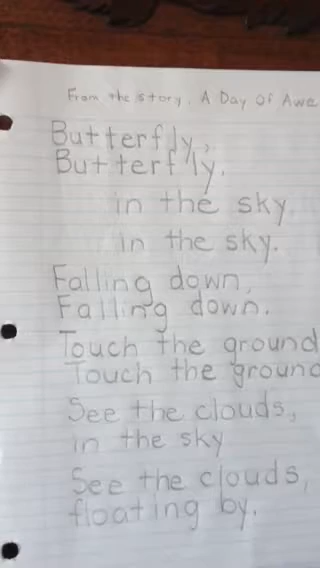 From the story, A Day Of Awe
Butterfly,
Butterfly.
in the sky,
in the sky.
Falling down,
Falling down.
Touch the ground
Touch the ground
See the clouds,
in the sky
See the clouds,
floating by.